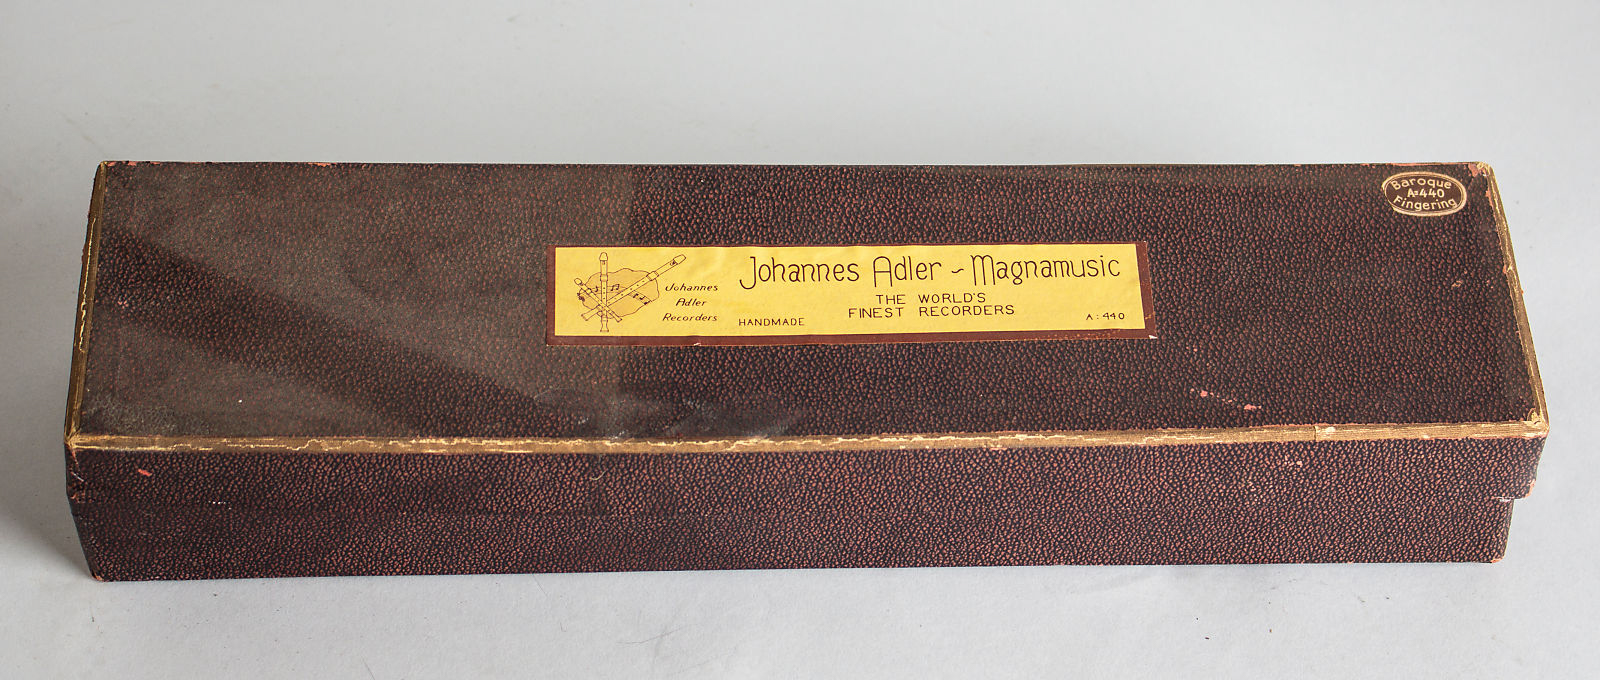 Baroque
A=440
Fingering
Johannes
Adler
Recorders
Johannes Adler ~ Magnamusic
THE WORLD'S
FINEST RECORDERS
HANDMADE
A:440